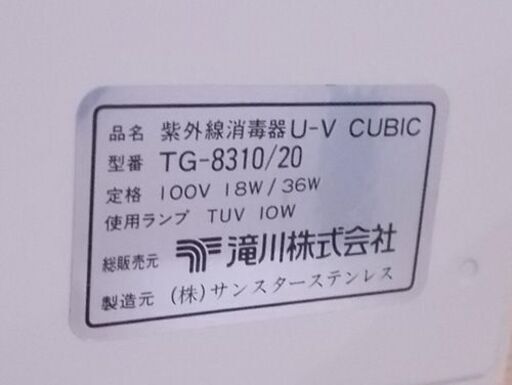 品名 紫外線消毒器U-V CUBIC
型番 TG-8310/20
定格 100V 18W/36W
使用ランプ TUV 10W
総販売元 滝川株式会社
製造元 (株)サンスターステンレス